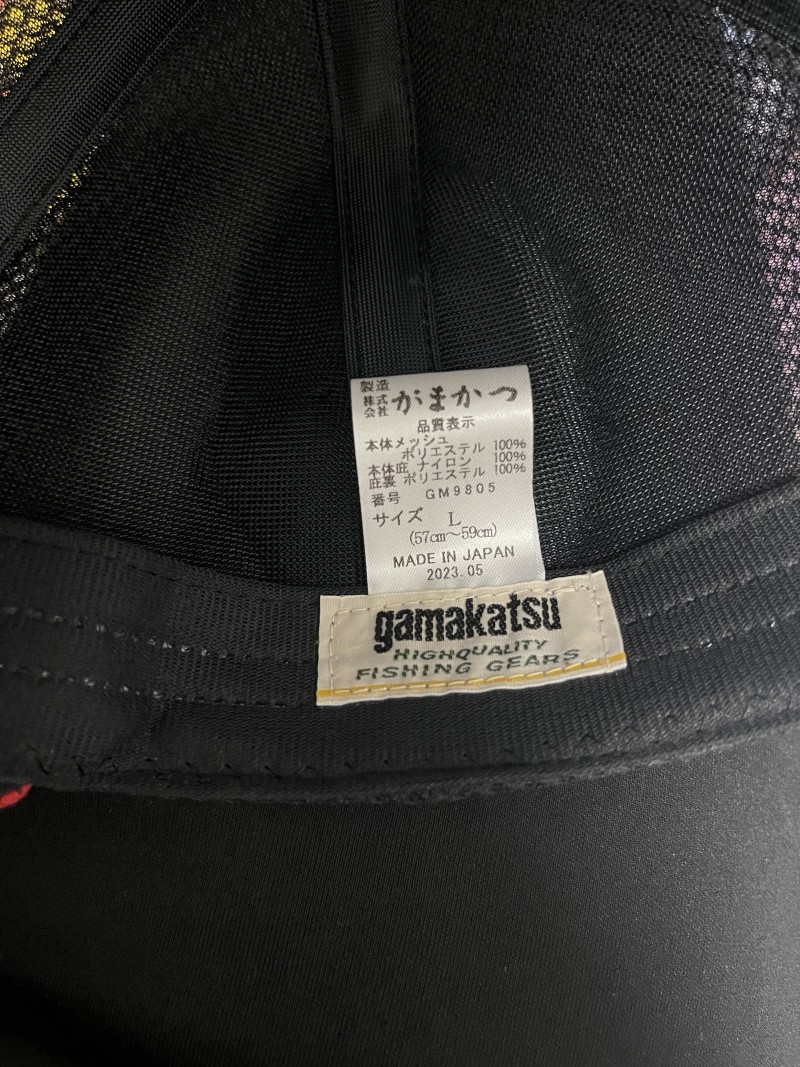 製造
株式会社 がまかつ
品質表示
本体メッシュ
ポリエステル 100%
本体庇 ナイロン 100%
庇裏 ポリエステル 100%
番号 GM9805
サイズ L
(57cm〜59cm)
MADE IN JAPAN
2023.05
gamakatsu
HIGHQUALITY
FISHING GEARS